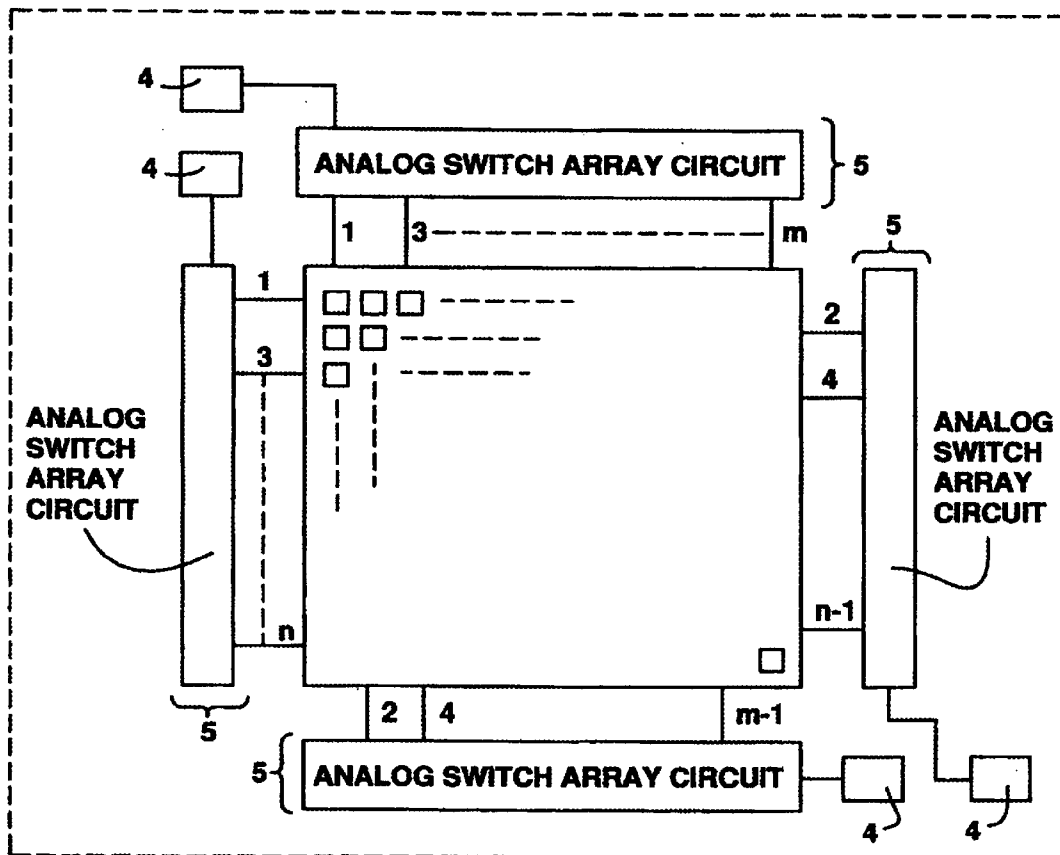 4
4
ANALOG SWITCH ARRAY CIRCUIT
5
1 3 m
5
1
2
3
4
ANALOG
SWITCH
ARRAY
CIRCUIT
ANALOG
SWITCH
ARRAY
CIRCUIT
n-1
n
2 4 m-1
5
5
ANALOG SWITCH ARRAY CIRCUIT
4
4